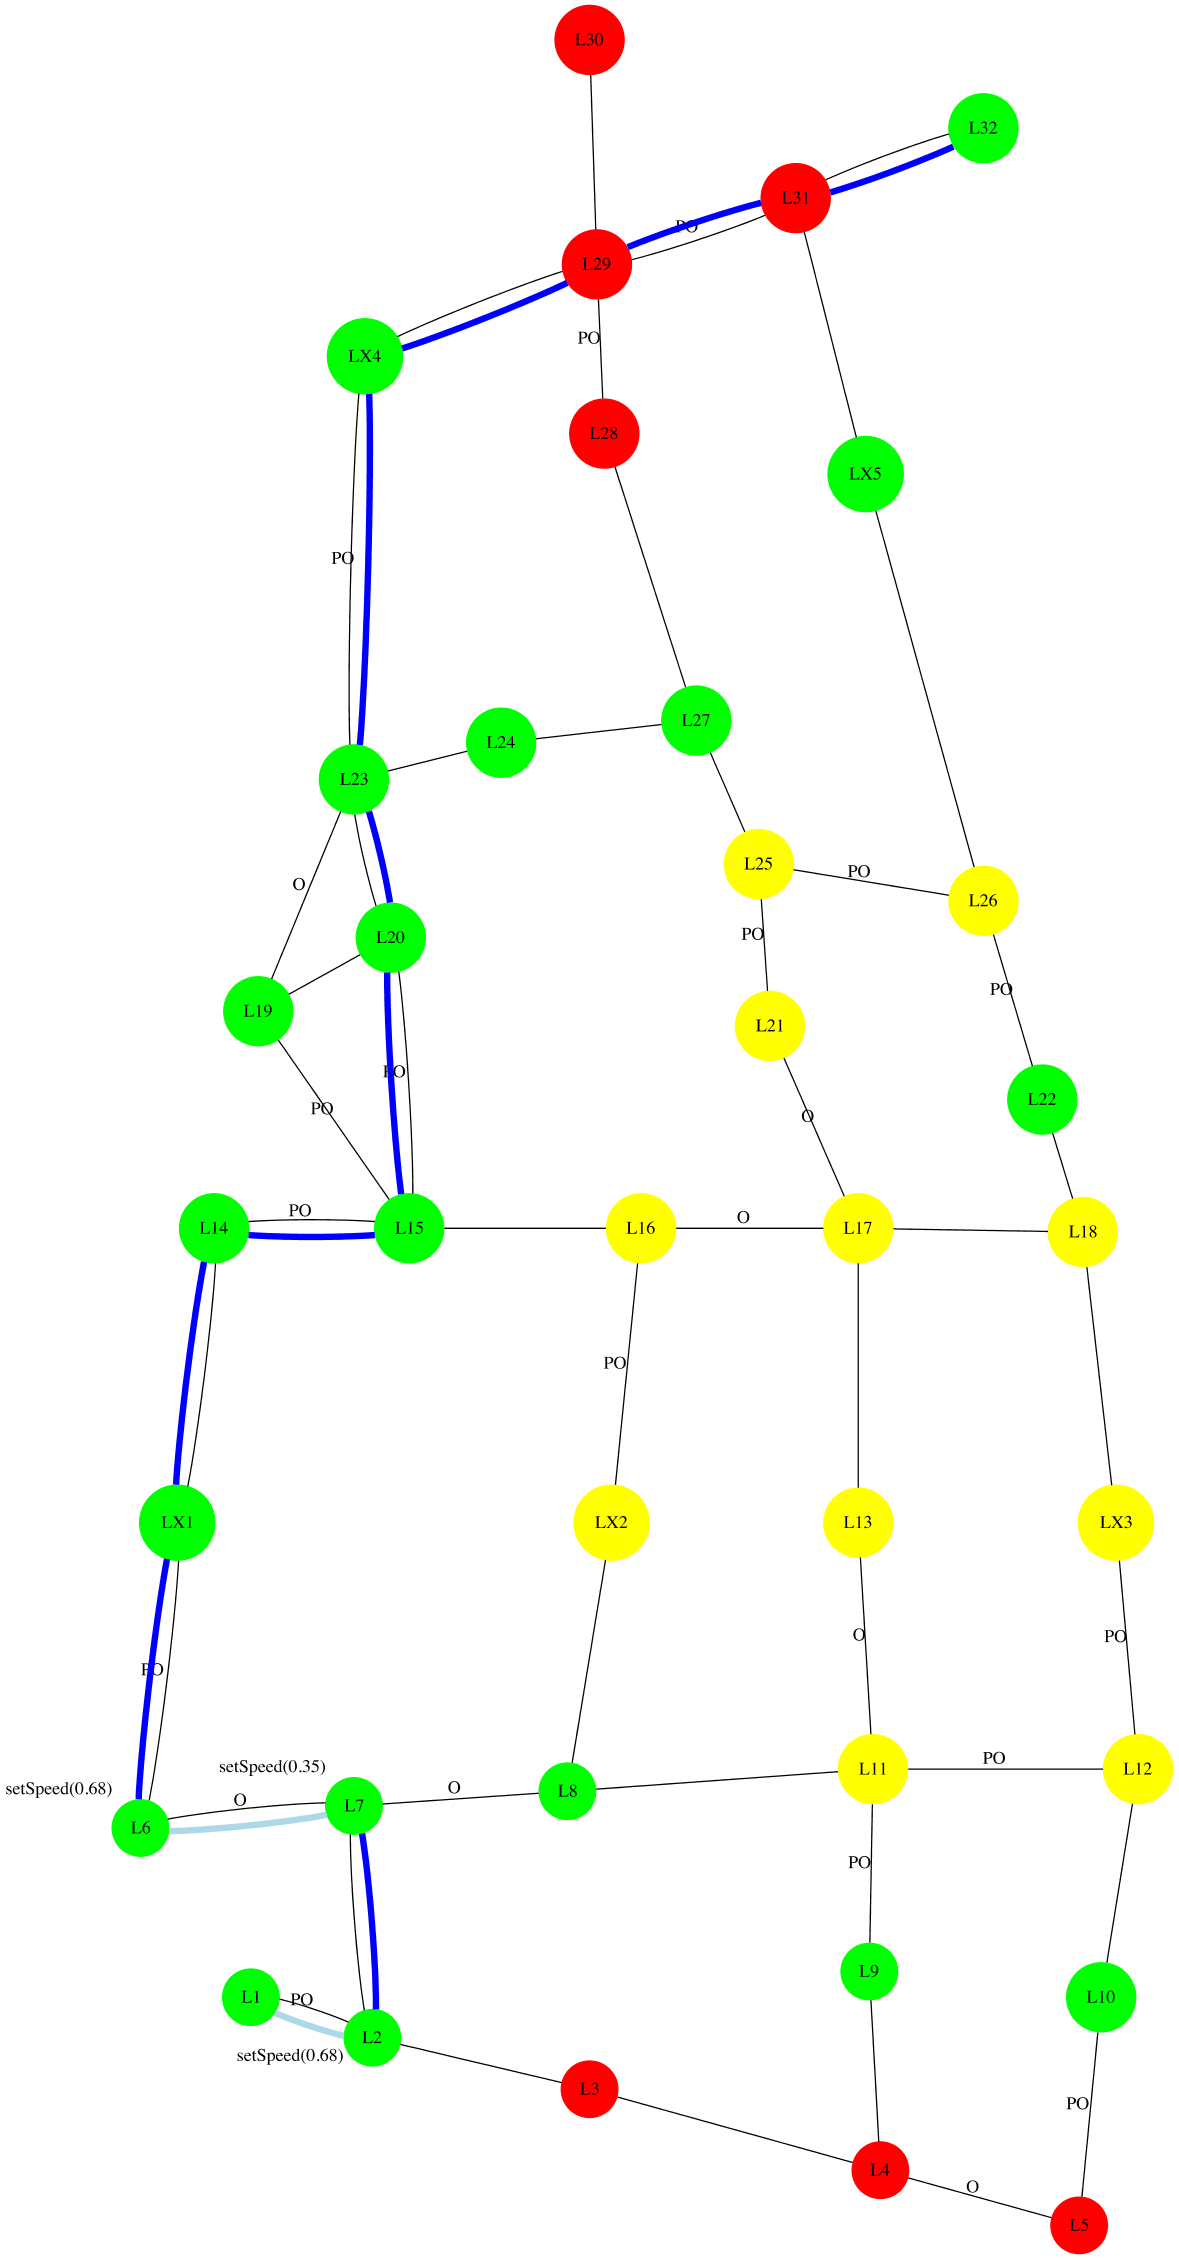 L30
L32
L31
PO
L29
PO
LX4
L28
LX5
PO
L27
L24
L23
L25
PO
O
L26
L20
PO
PO
L19
L21
PO
L22
PO
O
PO
L14
L15
L16
O
L17
L18
PO
LX1
LX2
L13
LX3
O
PO
PO
PO
setSpeed(0.35)
L11
L12
setSpeed(0.68)
O
O
L8
L7
L6
PO
L9
L1
PO
L10
L2
setSpeed(0.68)
L3
PO
L4
O
L5